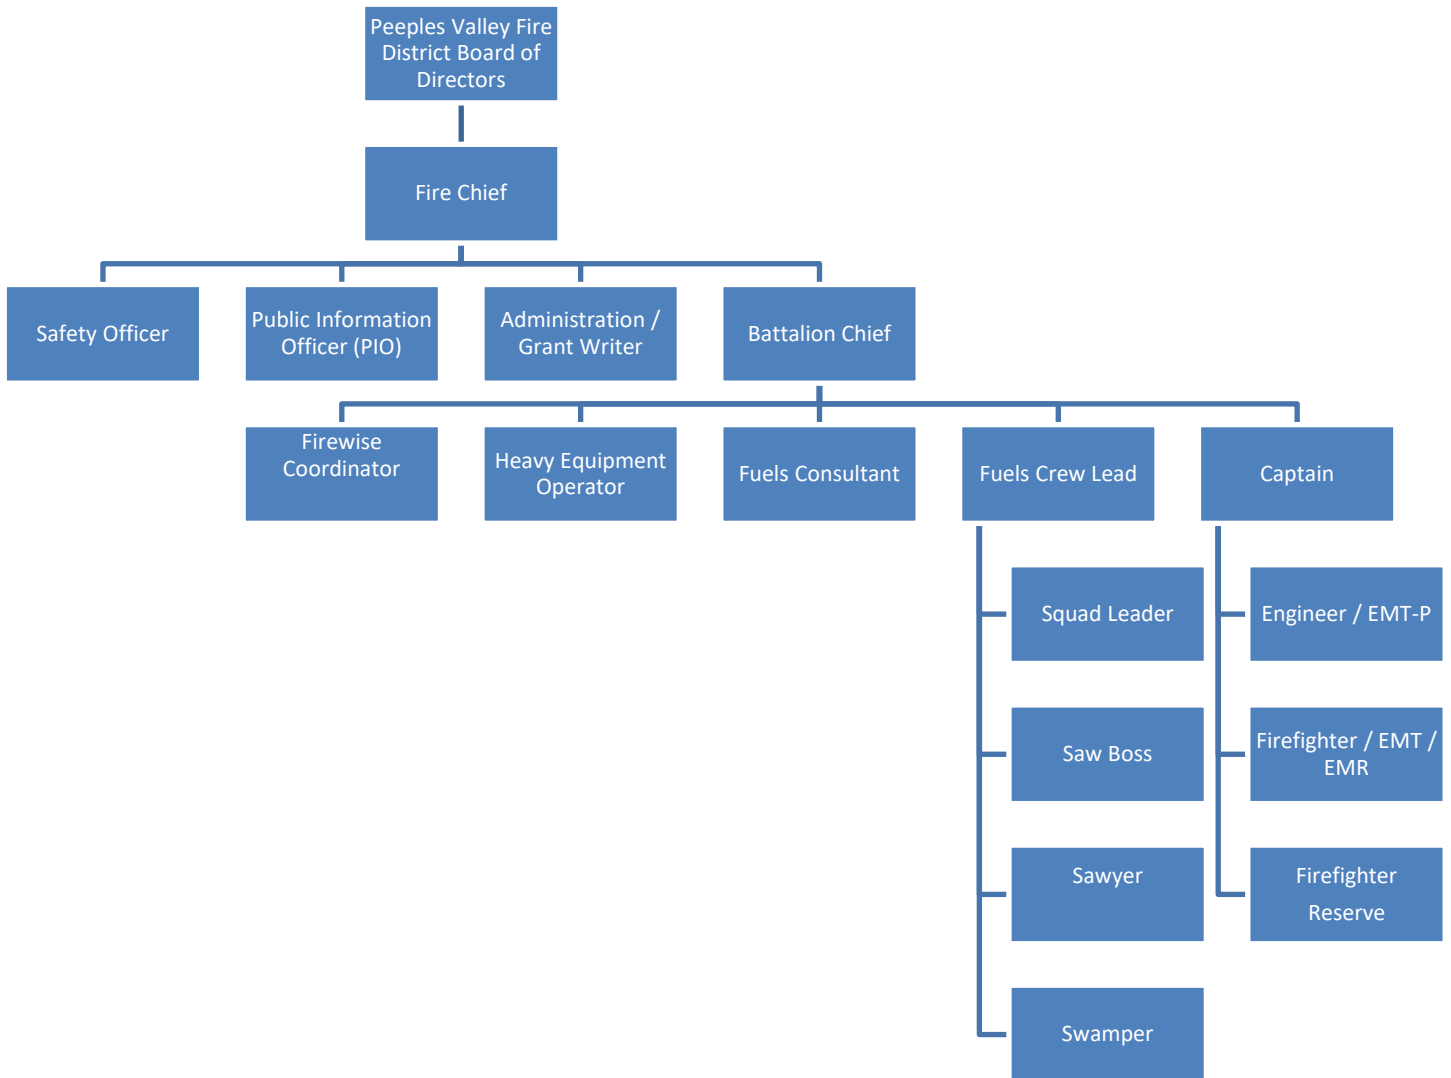 Peeples Valley Fire
District Board of
Directors
Fire Chief
Safety Officer
Public Information
Officer (PIO)
Administration /
Grant Writer
Battalion Chief
Firewise
Coordinator
Heavy Equipment
Operator
Fuels Consultant
Fuels Crew Lead
Captain
Squad Leader
Saw Boss
Sawyer
Swamper
Engineer / EMT-P
Firefighter / EMT /
EMR
Firefighter
Reserve